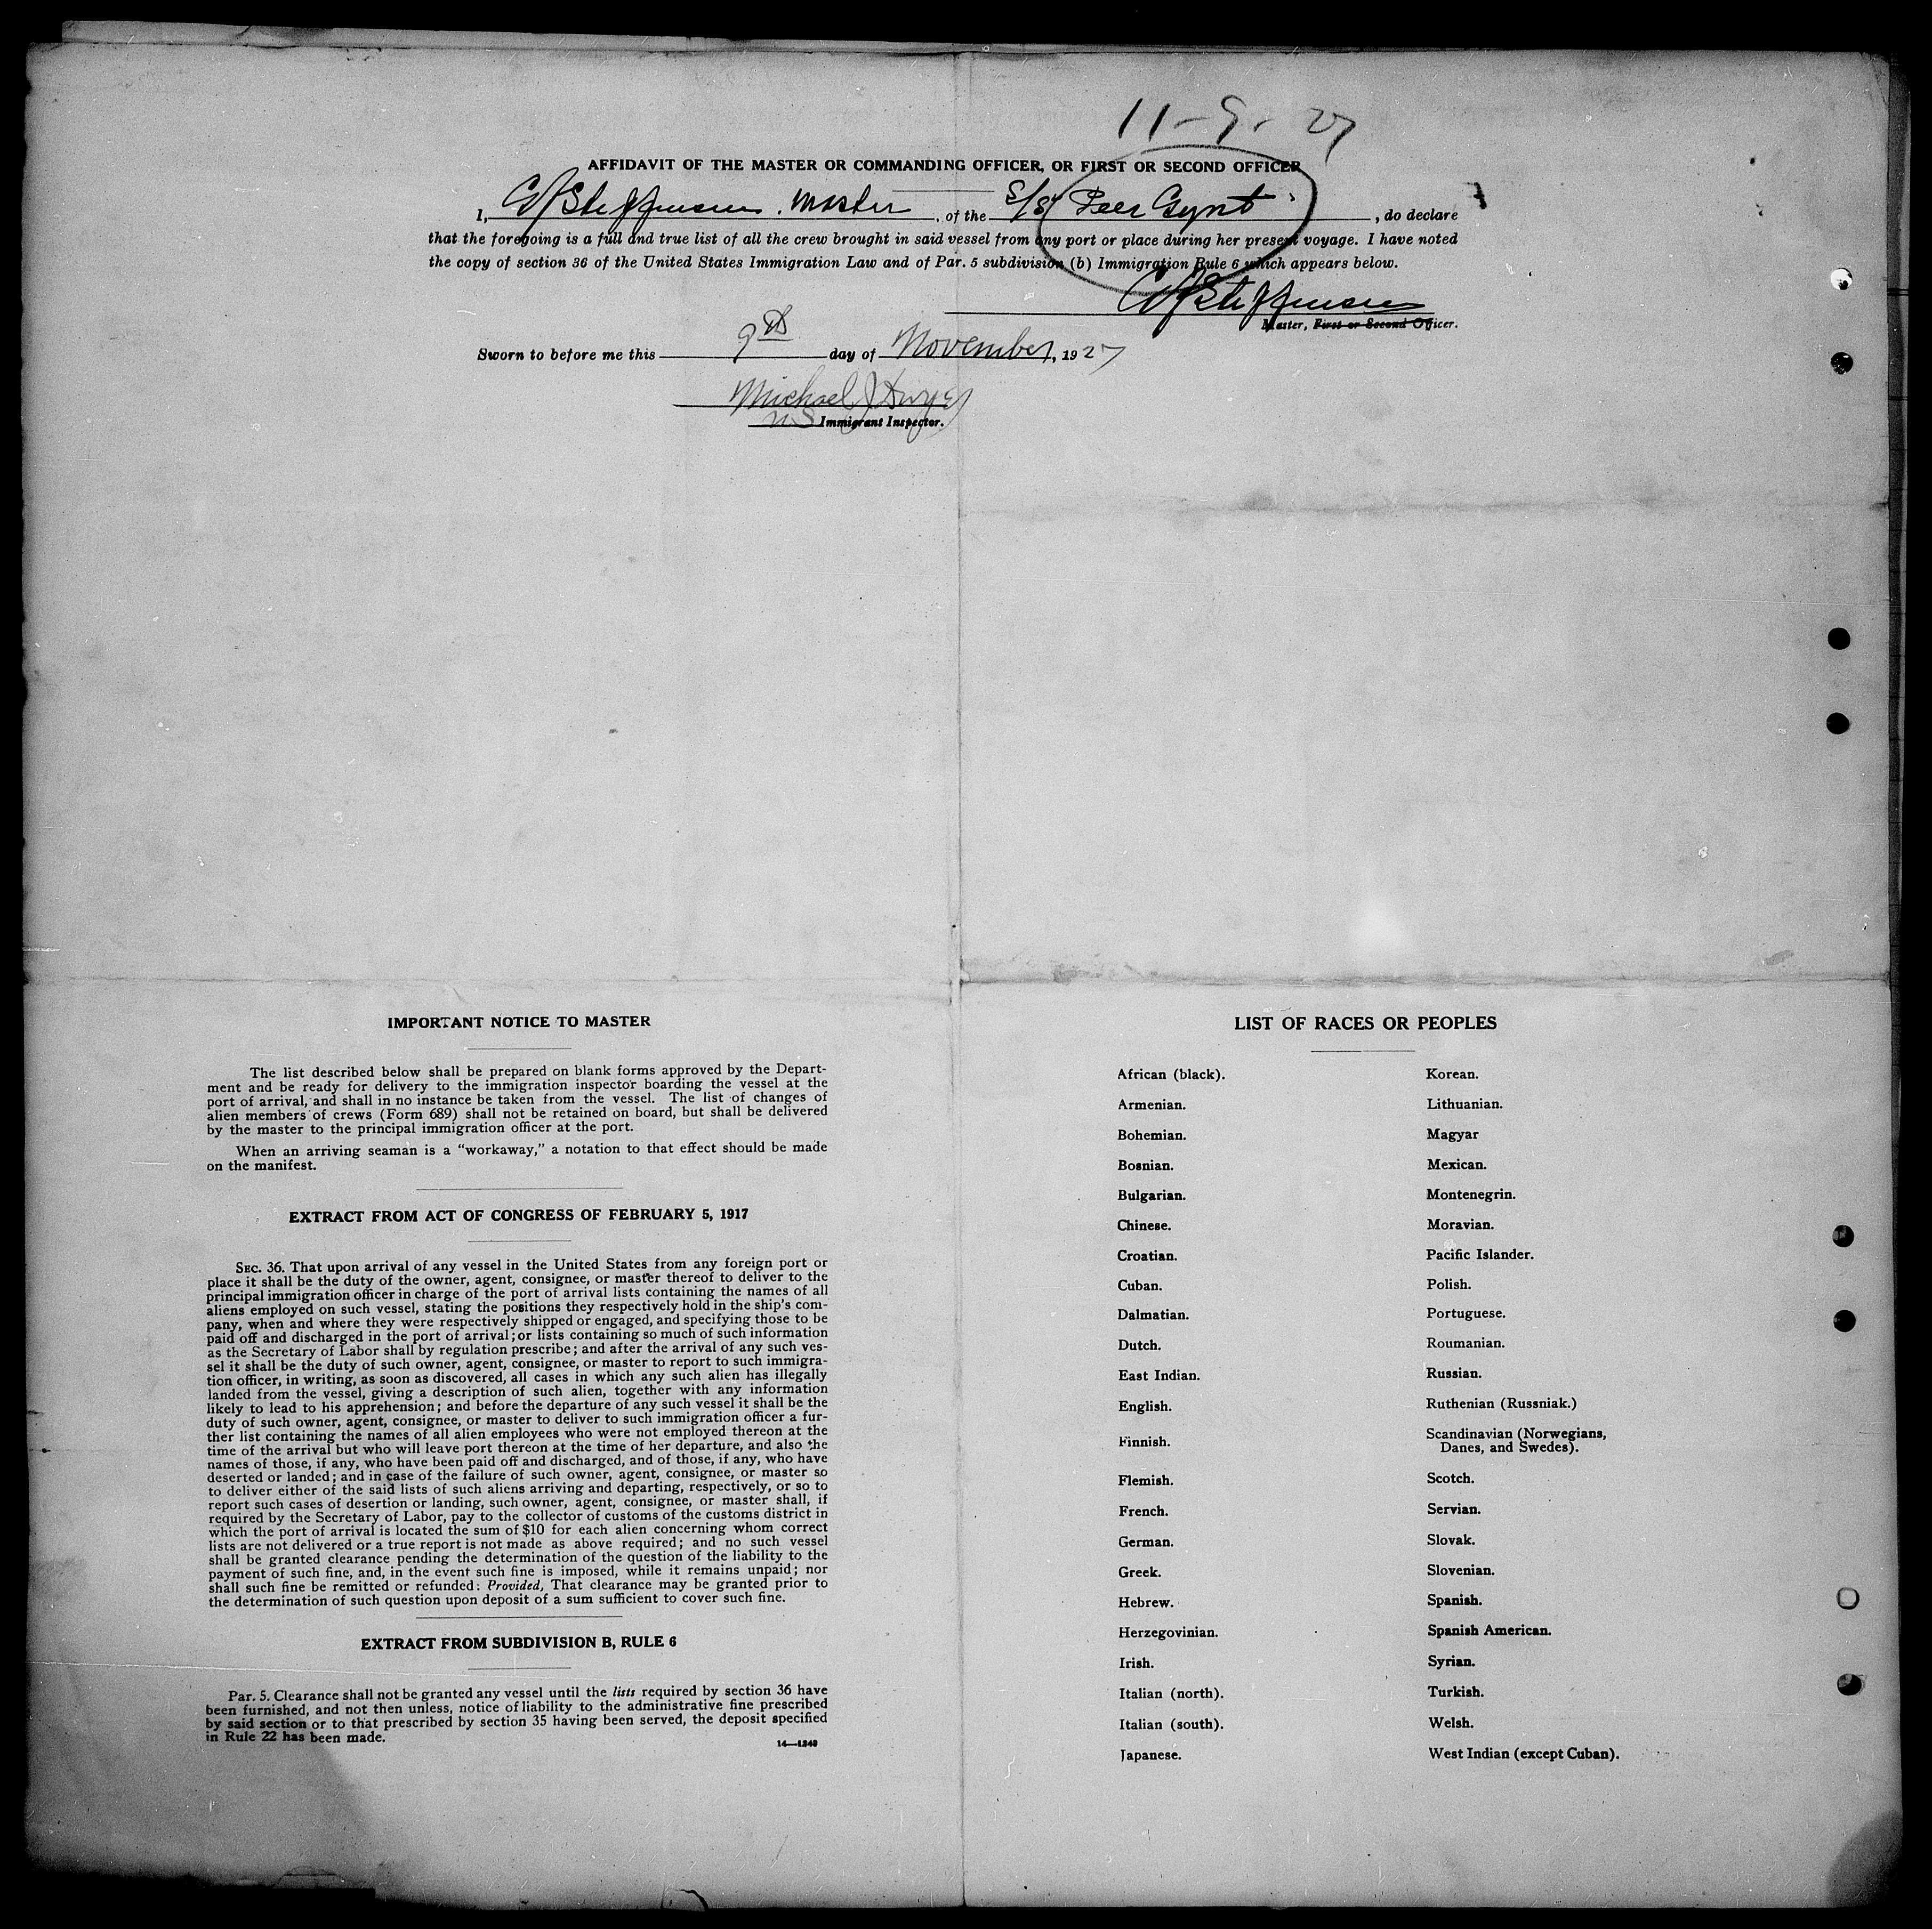 11-9-27
AFFIDAVIT OF THE MASTER OR COMMANDING OFFICER, OR FIRST OR SECOND OFFICER
I, Steffensen. Master, of the S/S "Peer Gynt", do declare
that the foregoing is a full and true list of all the crew brought in said vessel from any port or place during her present voyage. I have noted
the copy of section 36 of the United States Immigration Law and of Par. 5 subdivision (b) Immigration Rule 6 which appears below.
Steffensen
Master, First or Second Officer.
Sworn to before me this 9th day of November, 1927
Michael J Dwyer
US Immigrant Inspector.
IMPORTANT NOTICE TO MASTER
The list described below shall be prepared on blank forms approved by the Depart-
ment and be ready for delivery to the immigration inspector boarding the vessel at the
port of arrival, and shall in no instance be taken from the vessel. The list of changes of
alien members of crews (Form 689) shall not be retained on board, but shall be delivered
by the master to the principal immigration officer at the port.
When an arriving seaman is a "workaway," a notation to that effect should be made
on the manifest.
EXTRACT FROM ACT OF CONGRESS OF FEBRUARY 5, 1917
SEC. 36. That upon arrival of any vessel in the United States from any foreign port or
place it shall be the duty of the owner, agent, consignee, or master thereof to deliver to the
principal immigration officer in charge of the port of arrival lists containing the names of all
aliens employed on such vessel, stating the positions they respectively hold in the ship's com-
pany, when and where they were respectively shipped or engaged, and specifying those to be
paid off and discharged in the port of arrival; or lists containing so much of such information
as the Secretary of Labor shall by regulation prescribe; and after the arrival of any such ves-
sel it shall be the duty of such owner, agent, consignee, or master to report to such immigra-
tion officer, in writing, as soon as discovered, all cases in which any such alien has illegally
landed from the vessel, giving a description of such alien, together with any information
likely to lead to his apprehension; and before the departure of any such vessel it shall be the
duty of such owner, agent, consignee, or master to deliver to such immigration officer a fur-
ther list containing the names of all alien employees who were not employed thereon at the
time of the arrival but who will leave port thereon at the time of her departure, and also the
names of those, if any, who have been paid off and discharged, and of those, if any, who have
deserted or landed; and in case of the failure of such owner, agent, consignee, or master so
to deliver either of the said lists of such aliens arriving and departing, respectively, or so to
report such cases of desertion or landing, such owner, agent, consignee, or master shall, if
required by the Secretary of Labor, pay to the collector of customs of the customs district in
which the port of arrival is located the sum of $10 for each alien concerning whom correct
lists are not delivered or a true report is not made as above required; and no such vessel
shall be granted clearance pending the determination of the question of the liability to the
payment of such fine, and, in the event such fine is imposed, while it remains unpaid; nor
shall such fine be remitted or refunded: Provided, That clearance may be granted prior to
the determination of such question upon deposit of a sum sufficient to cover such fine.
EXTRACT FROM SUBDIVISION B, RULE 6
Par. 5. Clearance shall not be granted any vessel until the lists required by section 36 have
been furnished, and not then unless, notice of liability to the administrative fine prescribed
by said section or to that prescribed by section 35 having been served, the deposit specified
in Rule 22 has been made.
14—1240
LIST OF RACES OR PEOPLES
African (black).
Armenian.
Bohemian.
Bosnian.
Bulgarian.
Chinese.
Croatian.
Cuban.
Dalmatian.
Dutch.
East Indian.
English.
Finnish.
Flemish.
French.
German.
Greek.
Hebrew.
Herzegovinian.
Irish.
Italian (north).
Italian (south).
Japanese.
Korean.
Lithuanian.
Magyar
Mexican.
Montenegrin.
Moravian.
Pacific Islander.
Polish.
Portuguese.
Roumanian.
Russian.
Ruthenian (Russniak.)
Scandinavian (Norwegians,
Danes, and Swedes).
Scotch.
Servian.
Slovak.
Slovenian.
Spanish.
Spanish American.
Syrian.
Turkish.
Welsh.
West Indian (except Cuban).